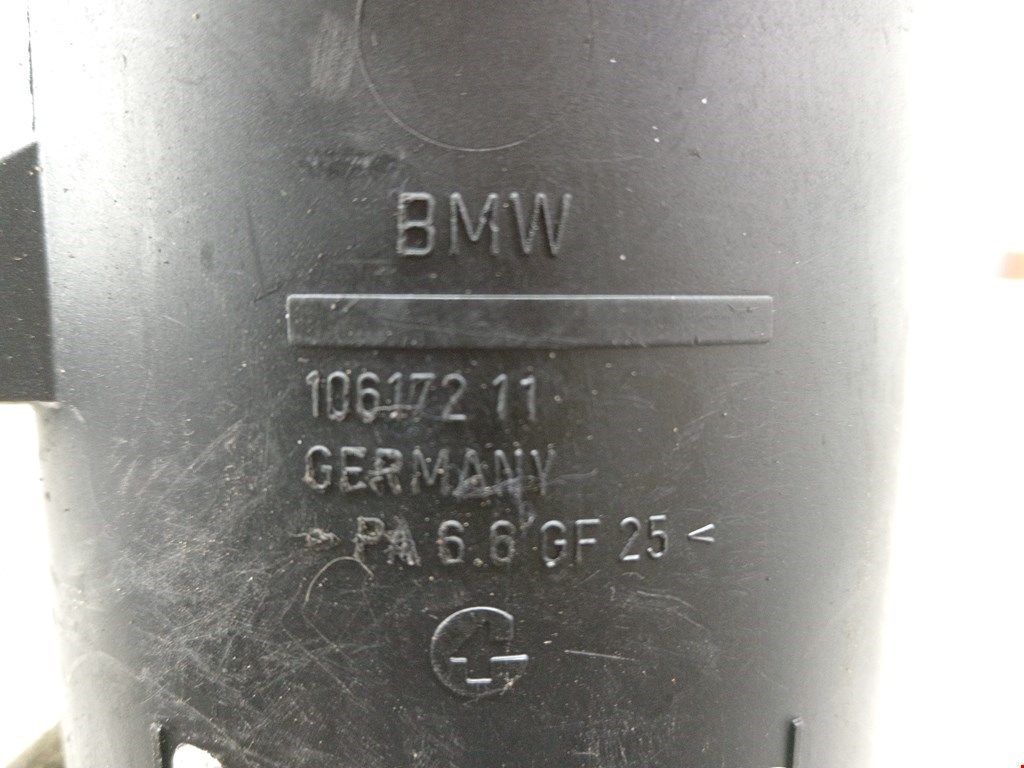 BMW
106172 11
GERMANY
> PA 6.6 GF 25 <